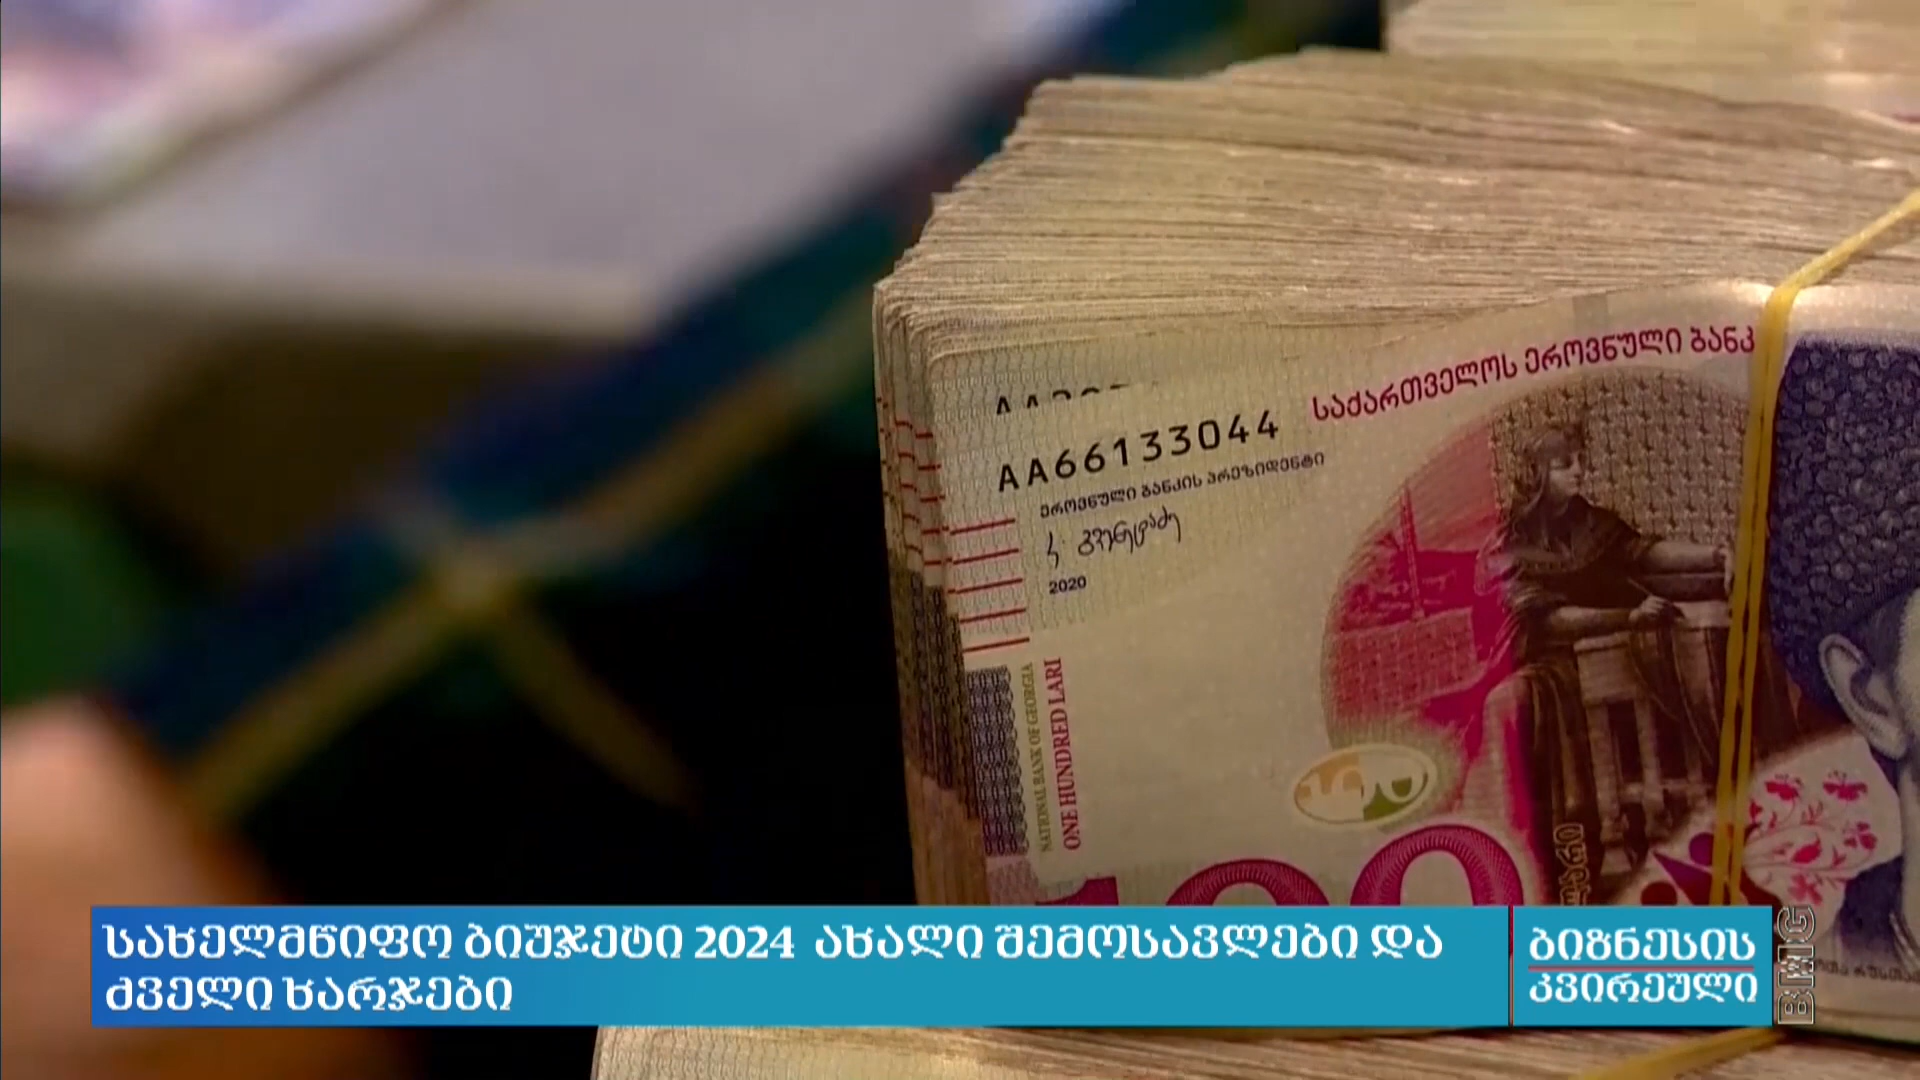 საქართველოს ეროვნული ბანკ
AA66133044
ეროვნული ბანკის პრეზიდენტი
2020
NATIONAL BANK OF GEORGIA
ONE HUNDRED LARI
100
ᲡᲐᲮᲔᲚᲛᲬᲘᲤᲝ ᲑᲘᲣᲯᲔᲢᲘ 2024 ᲐᲮᲐᲚᲘ ᲨᲔᲛᲝᲡᲐᲕᲚᲔᲑᲘ ᲓᲐ
ᲫᲕᲔᲚᲘ ᲮᲐᲠᲯᲔᲑᲘ
ᲑᲘᲖᲜᲔᲡᲘᲡ
ᲙᲕᲘᲠᲔᲣᲚᲘ
BMG